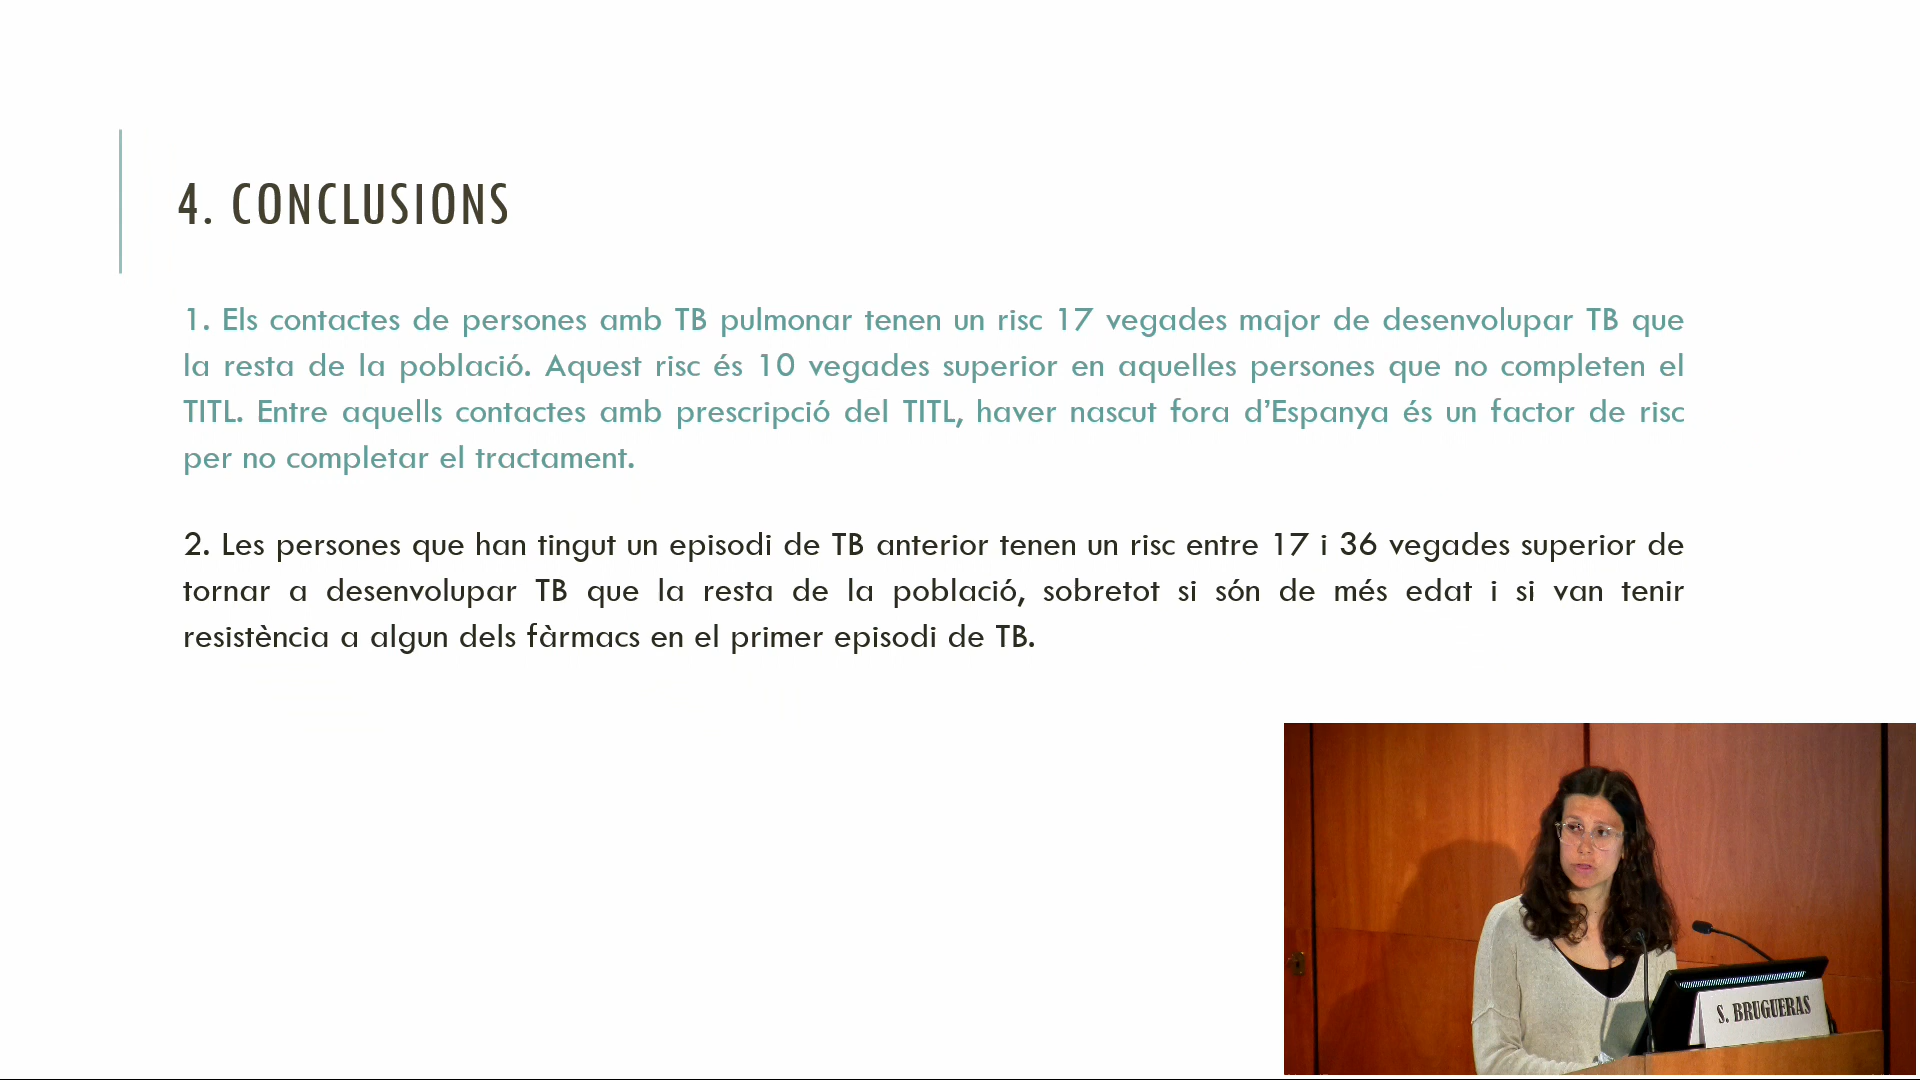 4. CONCLUSIONS
1. Els contactes de persones amb TB pulmonar tenen un risc 17 vegades major de desenvolupar TB que
la resta de la població. Aquest risc és 10 vegades superior en aquelles persones que no completen el
TITL. Entre aquells contactes amb prescripció del TITL, haver nascut fora d’Espanya és un factor de risc
per no completar el tractament.
2. Les persones que han tingut un episodi de TB anterior tenen un risc entre 17 i 36 vegades superior de
tornar a desenvolupar TB que la resta de la població, sobretot si són de més edat i si van tenir
resistència a algun dels fàrmacs en el primer episodi de TB.
S. BRUGUERAS